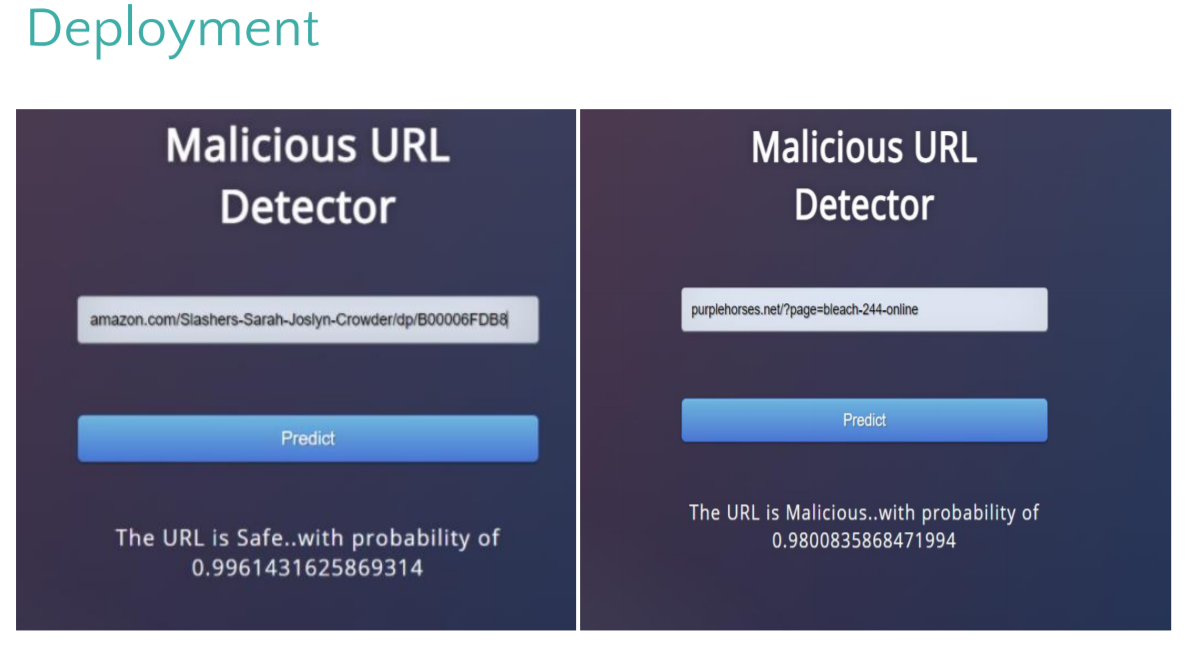 Deployment
Malicious URL
Detector
amazon.com/Slashers-Sarah-Joslyn-Crowder/dp/B00006FDB8
Predict
The URL is Safe..with probability of
0.9961431625869314
Malicious URL
Detector
purplehorses.net/?page=bleach-244-online
Predict
The URL is Malicious..with probability of
0.9800835868471994